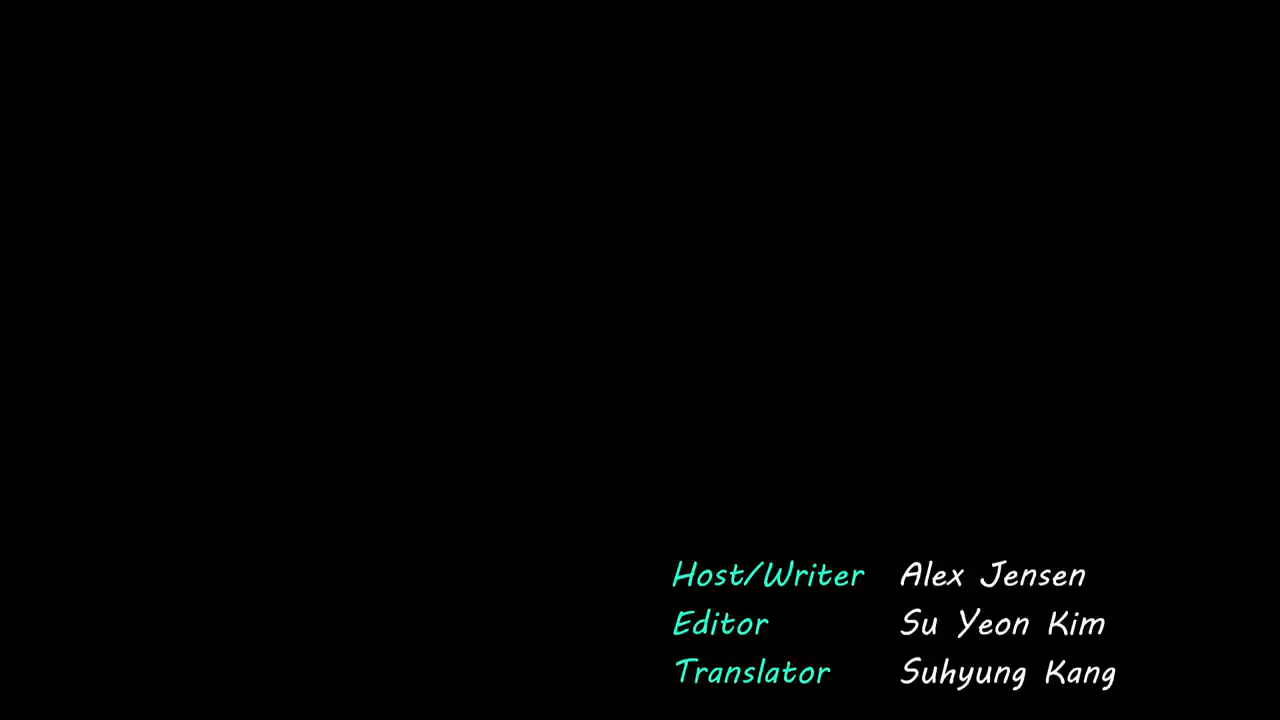 Host/Writer Alex Jensen
Editor Su Yeon Kim
Translator Suhyung Kang